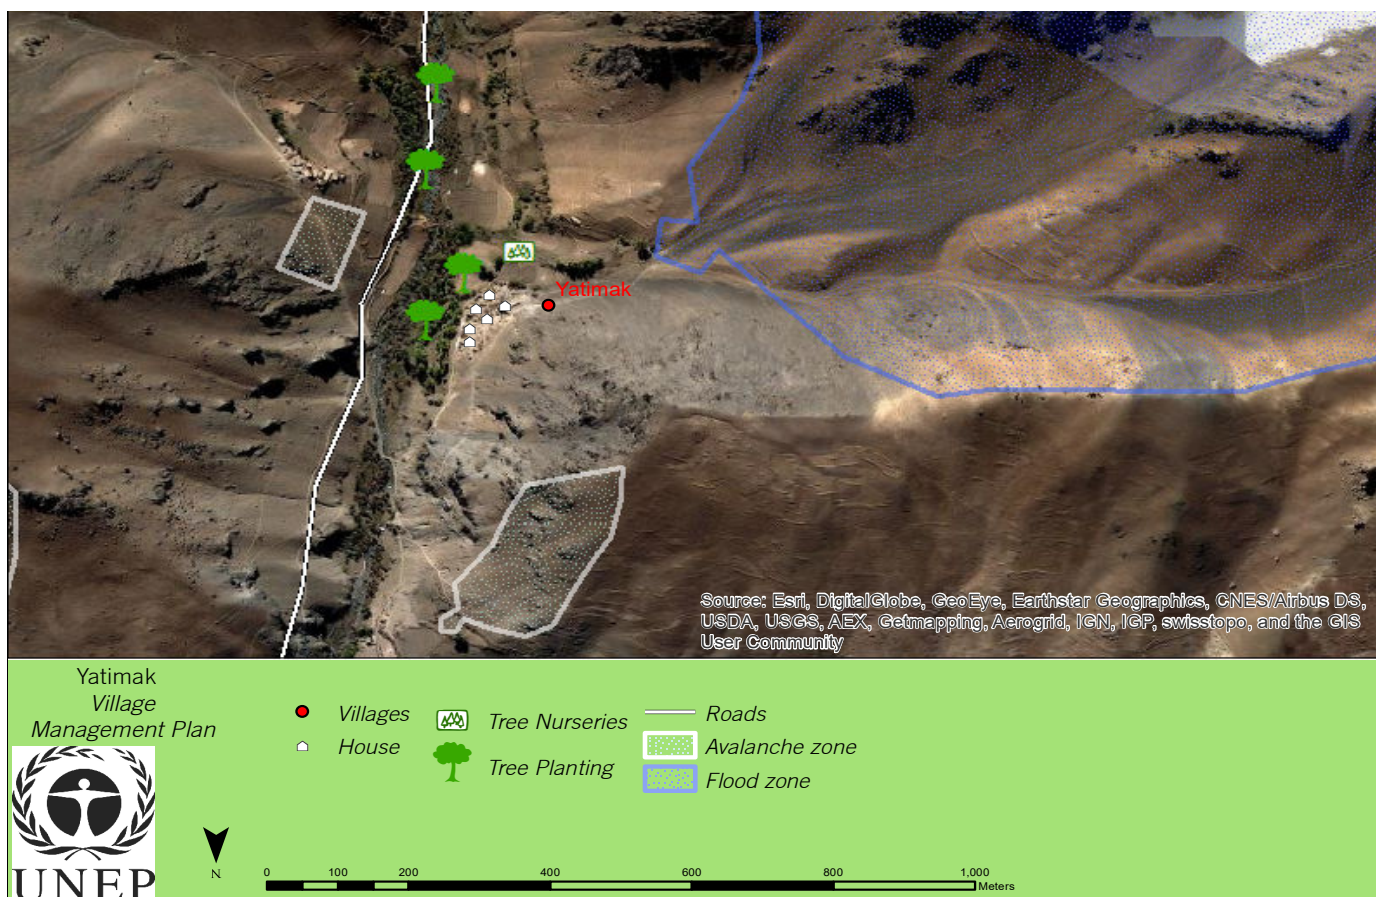 Yatimak
Source: Esri, DigitalGlobe, GeoEye, Earthstar Geographics, CNES/Airbus DS,
USDA, USGS, AEX, Getmapping, Aerogrid, IGN, IGP, swisstopo, and the GIS
User Community
Yatimak
Village
Management Plan
UNEP
Villages
House
Tree Nurseries
Tree Planting
Roads
Avalanche zone
Flood zone
N
0 100 200 400 600 800 1,000
Meters